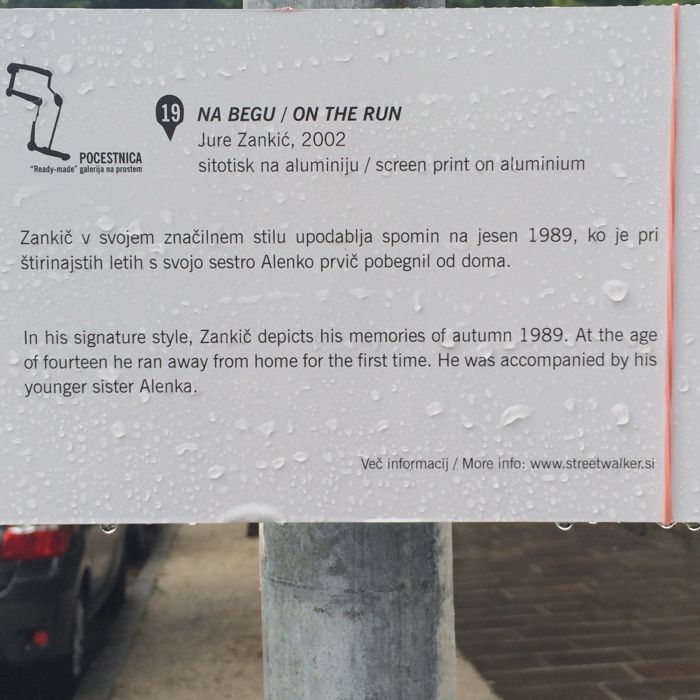 POCESTNICA
"Ready-made" galerija na prostem
19 NA BEGU / ON THE RUN
Jure Zankić, 2002
sitotisk na aluminiju / screen print on aluminium
Zankič v svojem značilnem stilu upodablja spomin na jesen 1989, ko je pri
štirinajstih letih s svojo sestro Alenko prvič pobegnil od doma.
In his signature style, Zankič depicts his memories of autumn 1989. At the age
of fourteen he ran away from home for the first time. He was accompanied by his
younger sister Alenka.
Več informacij / More info: www.streetwalker.si